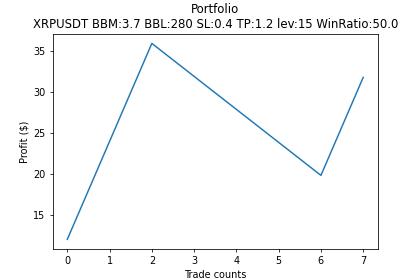 Portfolio
XRPUSDT BBM:3.7 BBL:280 SL:0.4 TP:1.2 lev:15 WinRatio:50.0
35
30
25
20
15
Profit ($)
0 1 2 3 4 5 6 7
Trade counts